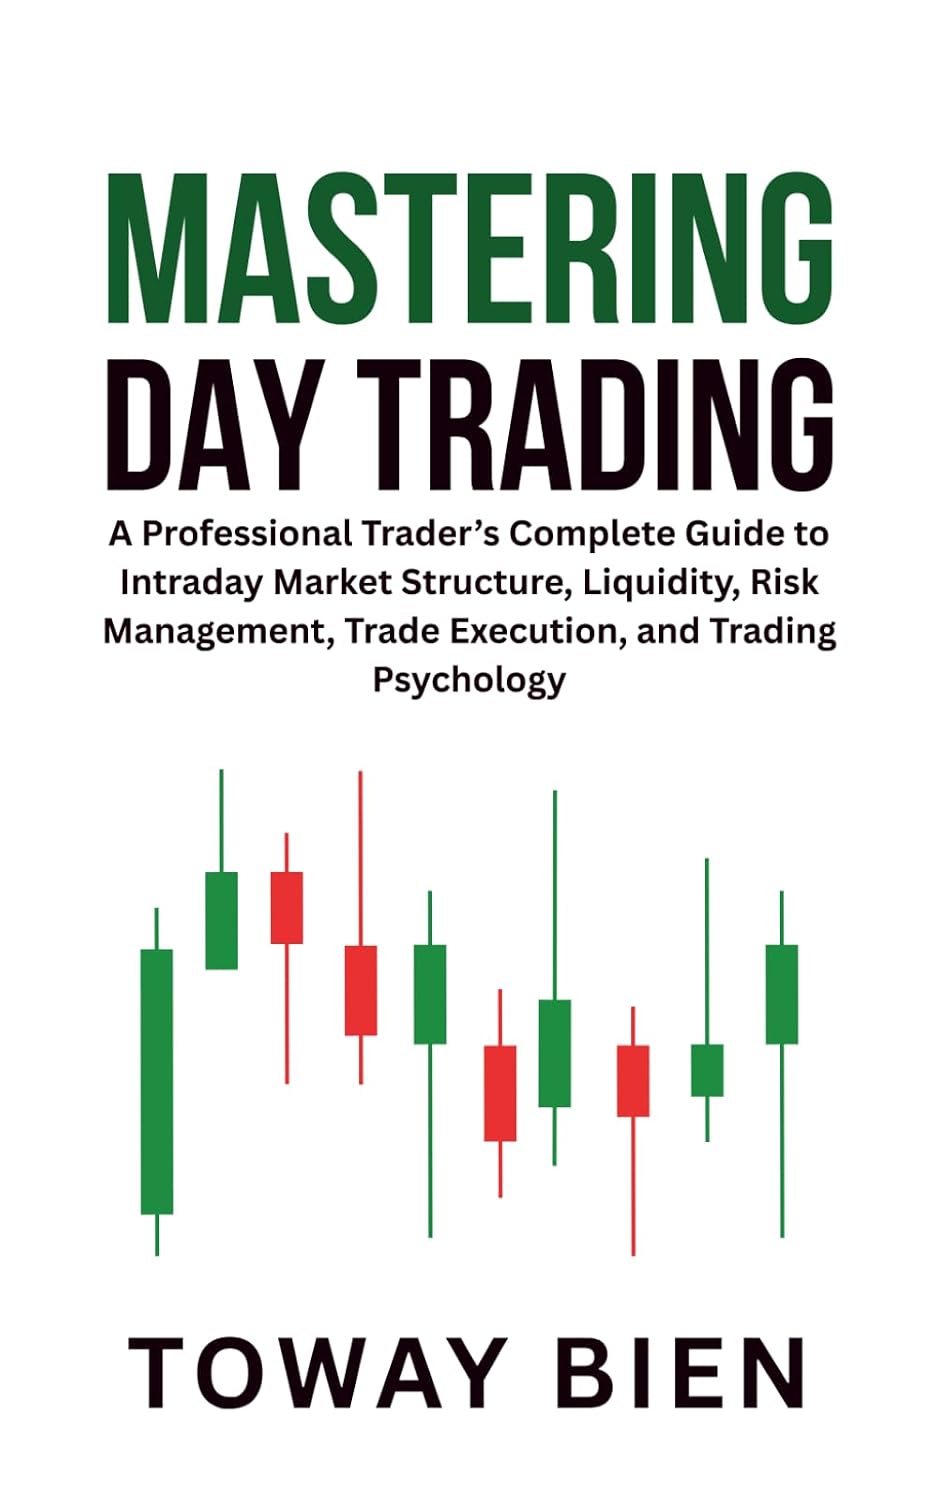 MASTERING
DAY TRADING
A Professional Trader’s Complete Guide to
Intraday Market Structure, Liquidity, Risk
Management, Trade Execution, and Trading
Psychology
TOWAY BIEN